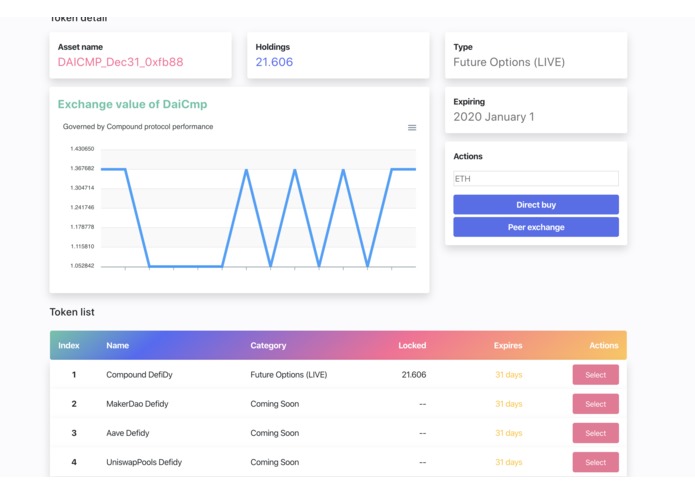 Token detail
Asset name
DAICMP_Dec31_0xfb88
Holdings
21.606
Type
Future Options (LIVE)
Exchange value of DaiCmp
Governed by Compound protocol performance
1.430650
1.367682
1.304714
1.241746
1.178778
1.115810
1.052842
Expiring
2020 January 1
Actions
ETH
Direct buy
Peer exchange
Token list
Index Name Category Locked Expires Actions
1 Compound DefiDy Future Options (LIVE) 21.606 31 days Select
2 MakerDao Defidy Coming Soon -- 31 days Select
3 Aave Defidy Coming Soon -- 31 days Select
4 UniswapPools Defidy Coming Soon -- 31 days Select